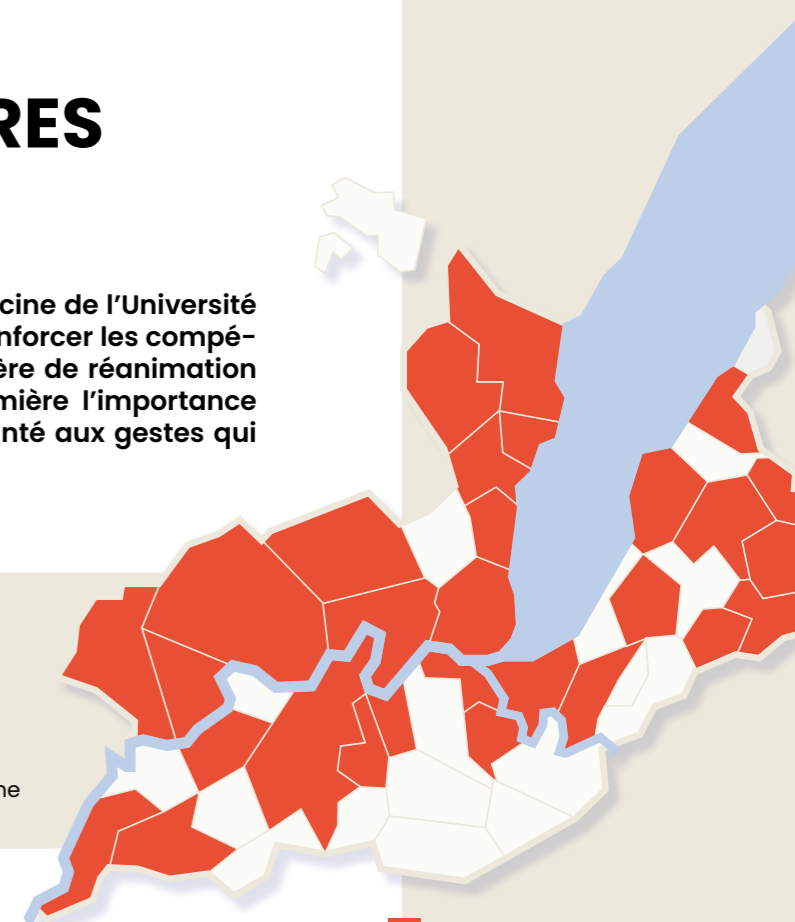 RES
cine de l'Université
nforcer les compé-
ère de réanimation
mière l'importance
nté aux gestes qui
ne